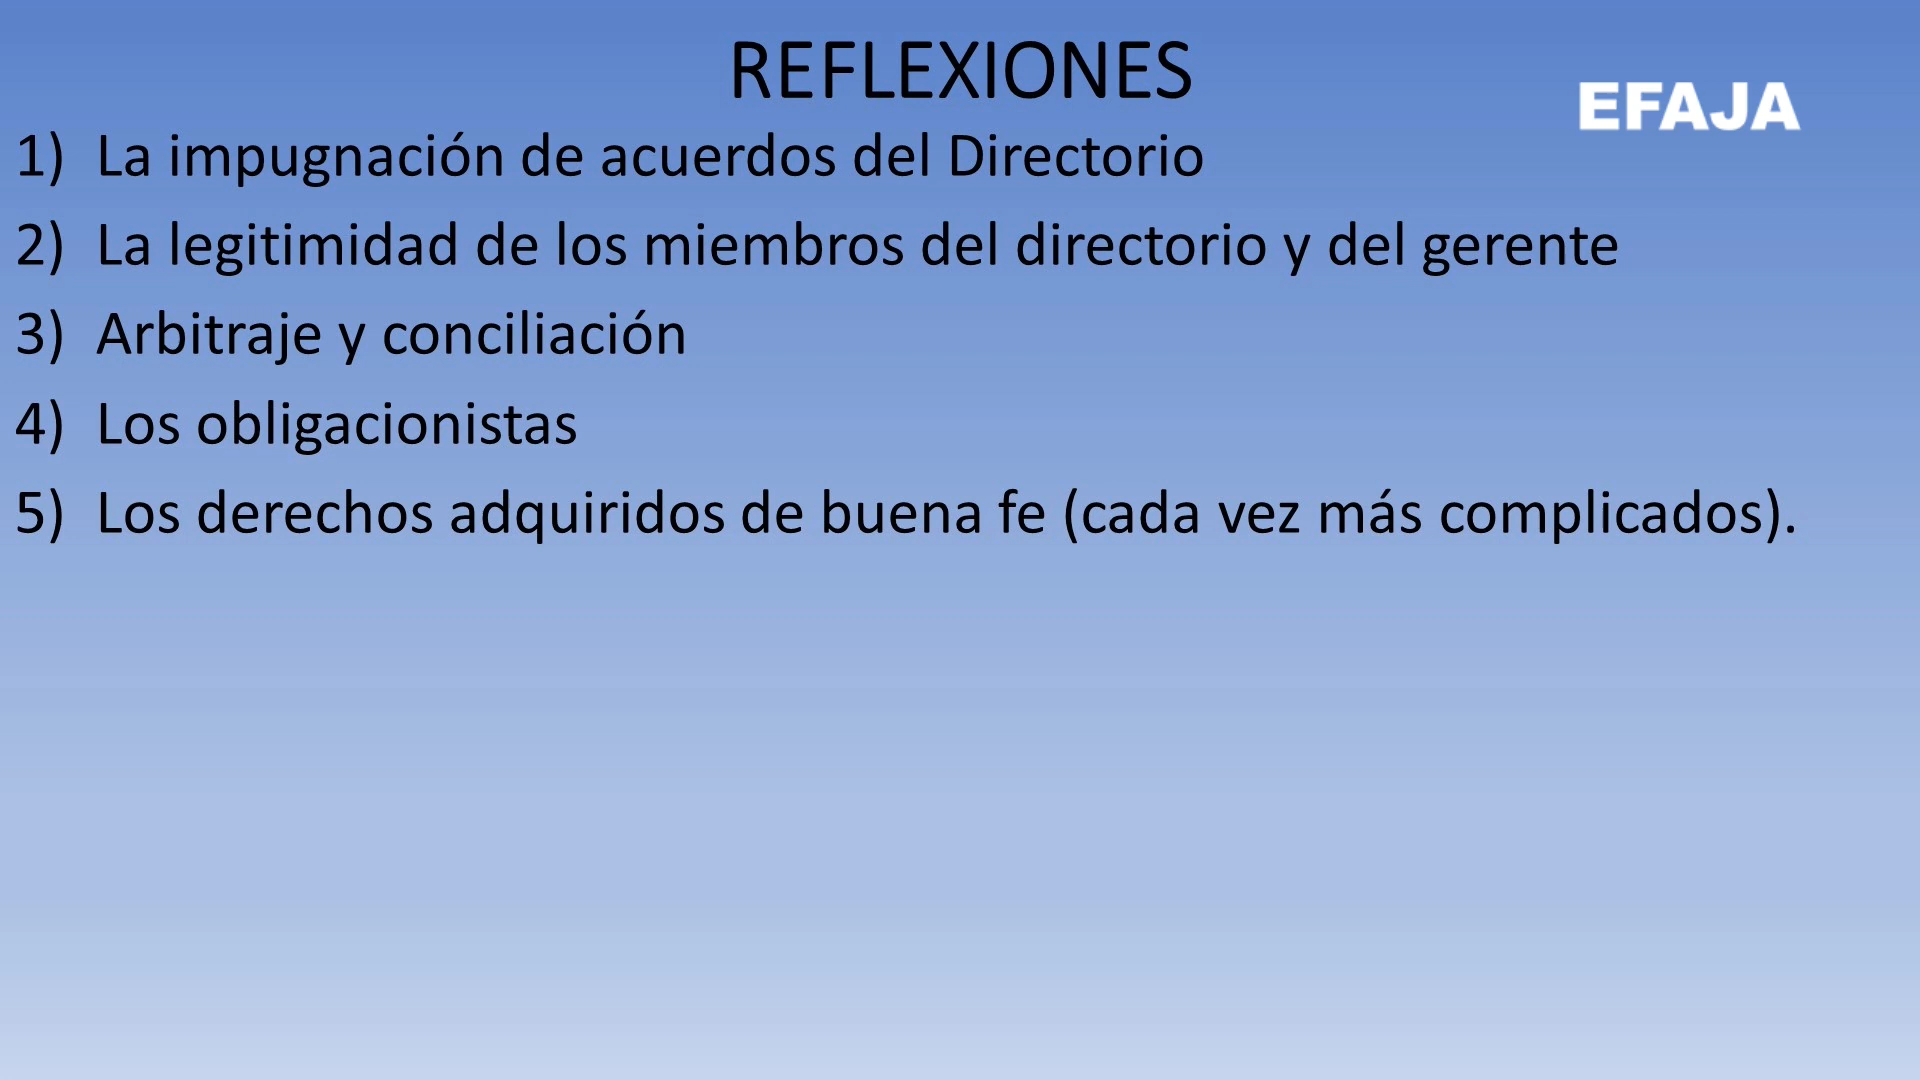 REFLEXIONES
EFAJA
1) La impugnación de acuerdos del Directorio
2) La legitimidad de los miembros del directorio y del gerente
3) Arbitraje y conciliación
4) Los obligacionistas
5) Los derechos adquiridos de buena fe (cada vez más complicados).